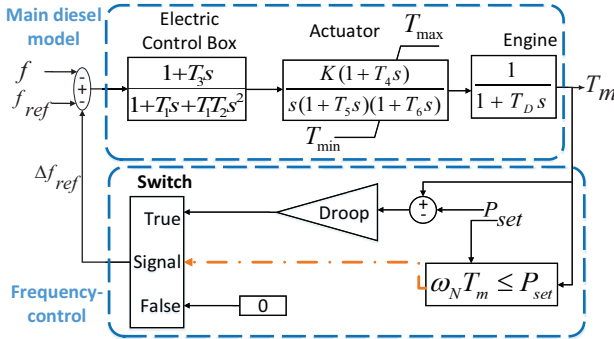 Main diesel
model
Electric
Control Box
Actuator
Engine
T_max
f
f_ref
- + -
1+T_3s
1+T_1s+T_1T_2s^2
K(1+T_4s)
s(1+T_5s)(1+T_6s)
1
1+T_D s
T_m
T_min
Δf_ref
Switch
True
Signal
False
Droop
+ + -
P_set
ω_N T_m ≤ P_set
0
Frequency-
control